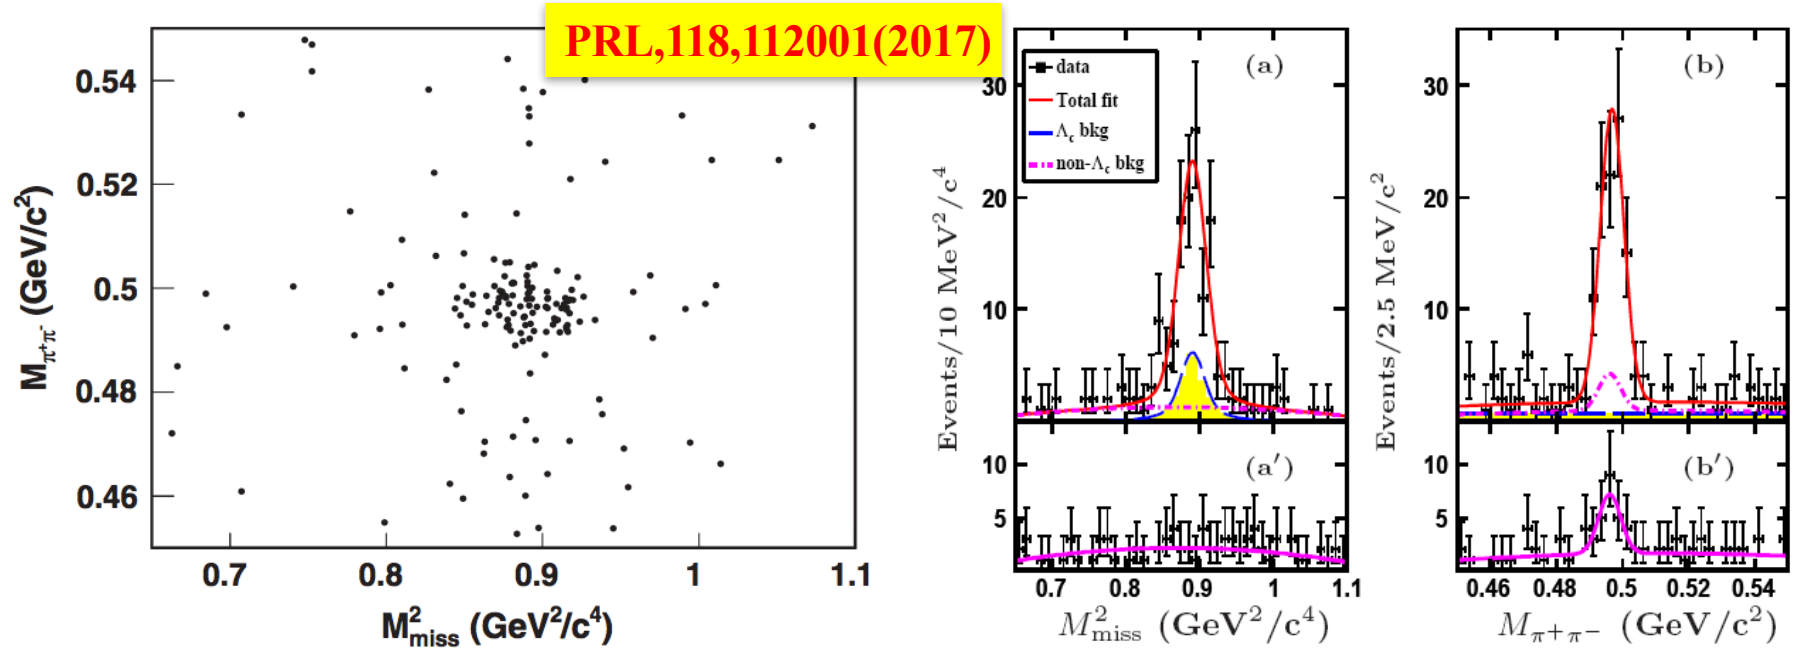 PRL,118,112001(2017)
0.54
0.52
0.5
0.48
0.46
M_π⁺π⁻ (GeV/c²)
0.7 0.8 0.9 1 1.1
M²_miss (GeV²/c⁴)
(a)
data
Total fit
Λ_c bkg
non-Λ_c bkg
30
20
10
Events/10 MeV²/c⁴
(a′)
10
5
0.7 0.8 0.9 1 1.1
M²_miss (GeV²/c⁴)
(b)
30
20
10
Events/2.5 MeV/c²
(b′)
10
5
0.46 0.48 0.5 0.52 0.54
M_π⁺π⁻ (GeV/c²)